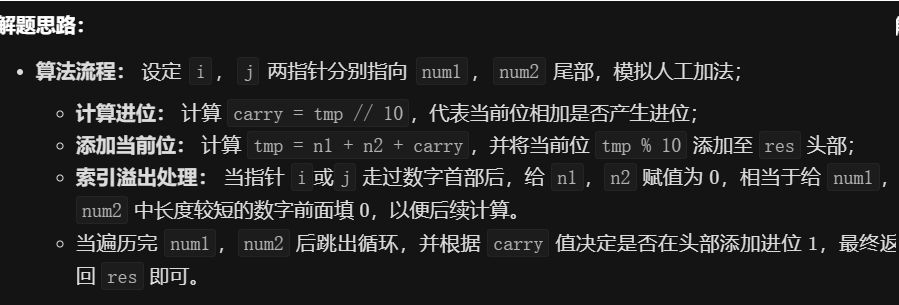 解题思路：
• 算法流程： 设定 i ， j 两指针分别指向 num1 ， num2 尾部，模拟人工加法；
◦ 计算进位： 计算 carry = tmp // 10 ，代表当前位相加是否产生进位；
◦ 添加当前位： 计算 tmp = n1 + n2 + carry ，并将当前位 tmp % 10 添加至 res 头部；
◦ 索引溢出处理： 当指针 i 或 j 走过数字首部后，给 n1 ， n2 赋值为 0，相当于给 num1 ，
num2 中长度较短的数字前面填 0，以便后续计算。
◦ 当遍历完 num1 ， num2 后跳出循环，并根据 carry 值决定是否在头部添加进位 1，最终返
回 res 即可。